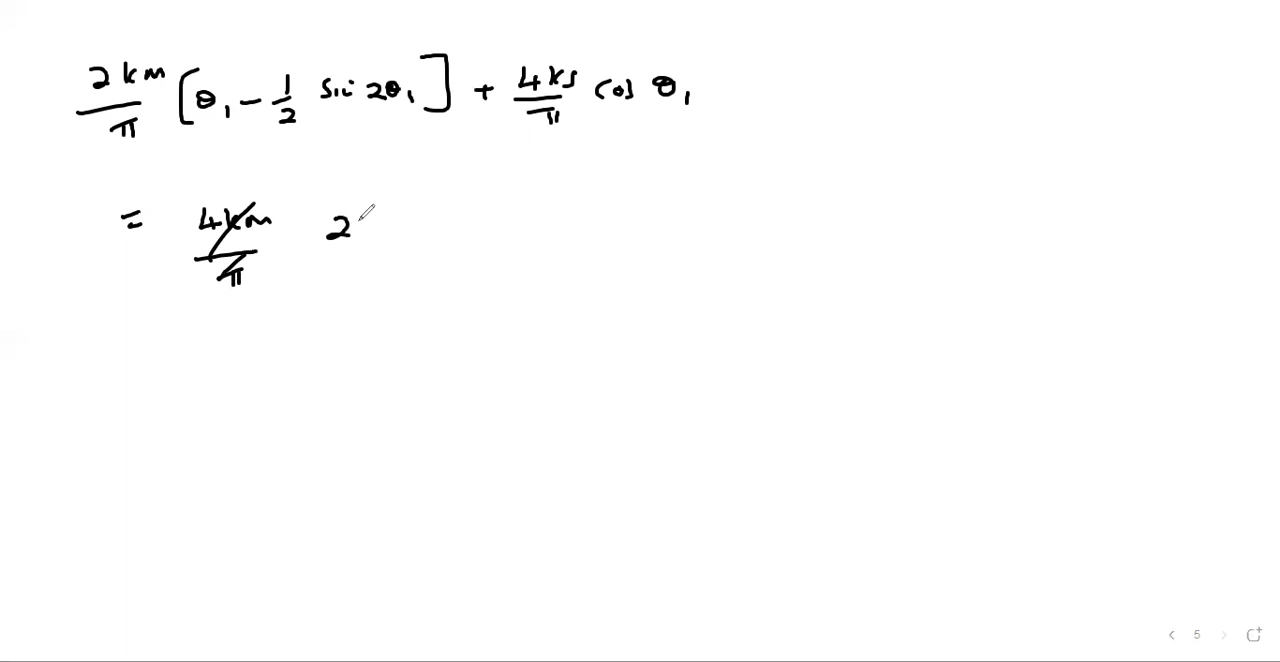 2km/π [θ₁ - 1/2 sin 2θ₁] + 4ks/π cos θ₁
= 4km/π 2
5